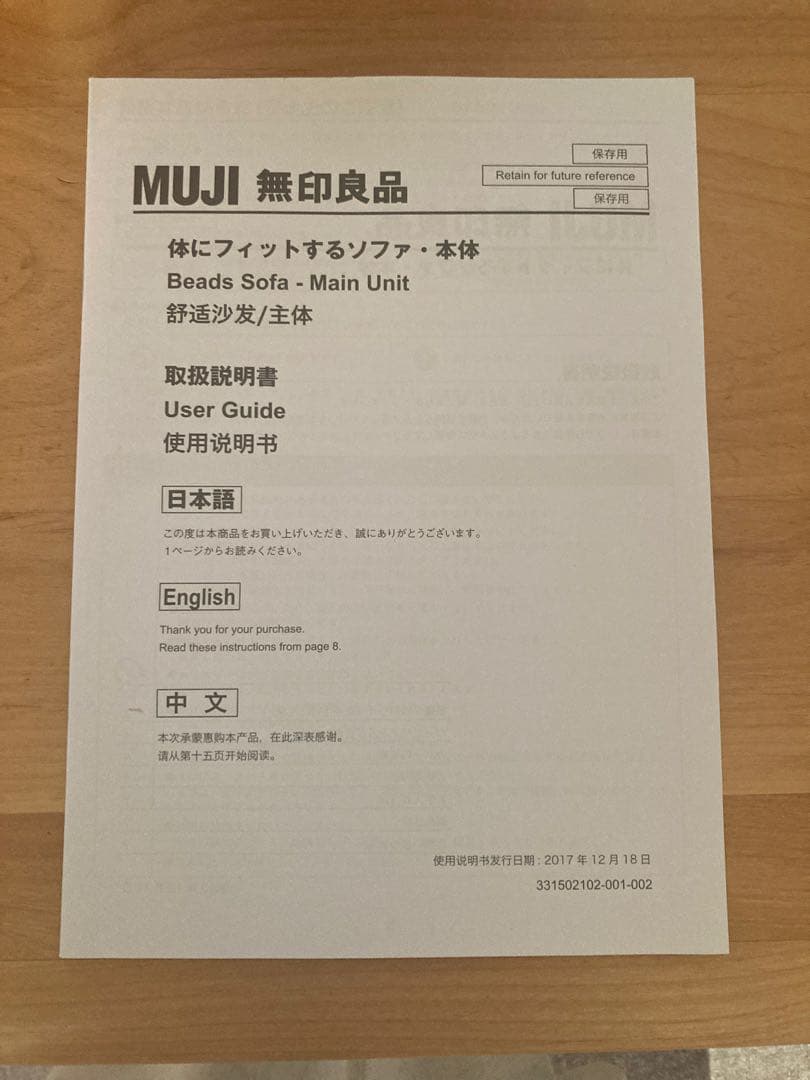 保存用
Retain for future reference
保存用
MUJI 無印良品
体にフィットするソファ・本体
Beads Sofa - Main Unit
舒适沙发/主体
取扱説明書
User Guide
使用说明书
日本語
この度は本商品をお買い上げいただき、誠にありがとうございます。
1ページからお読みください。
English
Thank you for your purchase.
Read these instructions from page 8.
中 文
本次承蒙惠购本产品，在此深表感谢。
请从第十五页开始阅读。
使用说明书发行日期 : 2017 年 12 月 18 日
331502102-001-002